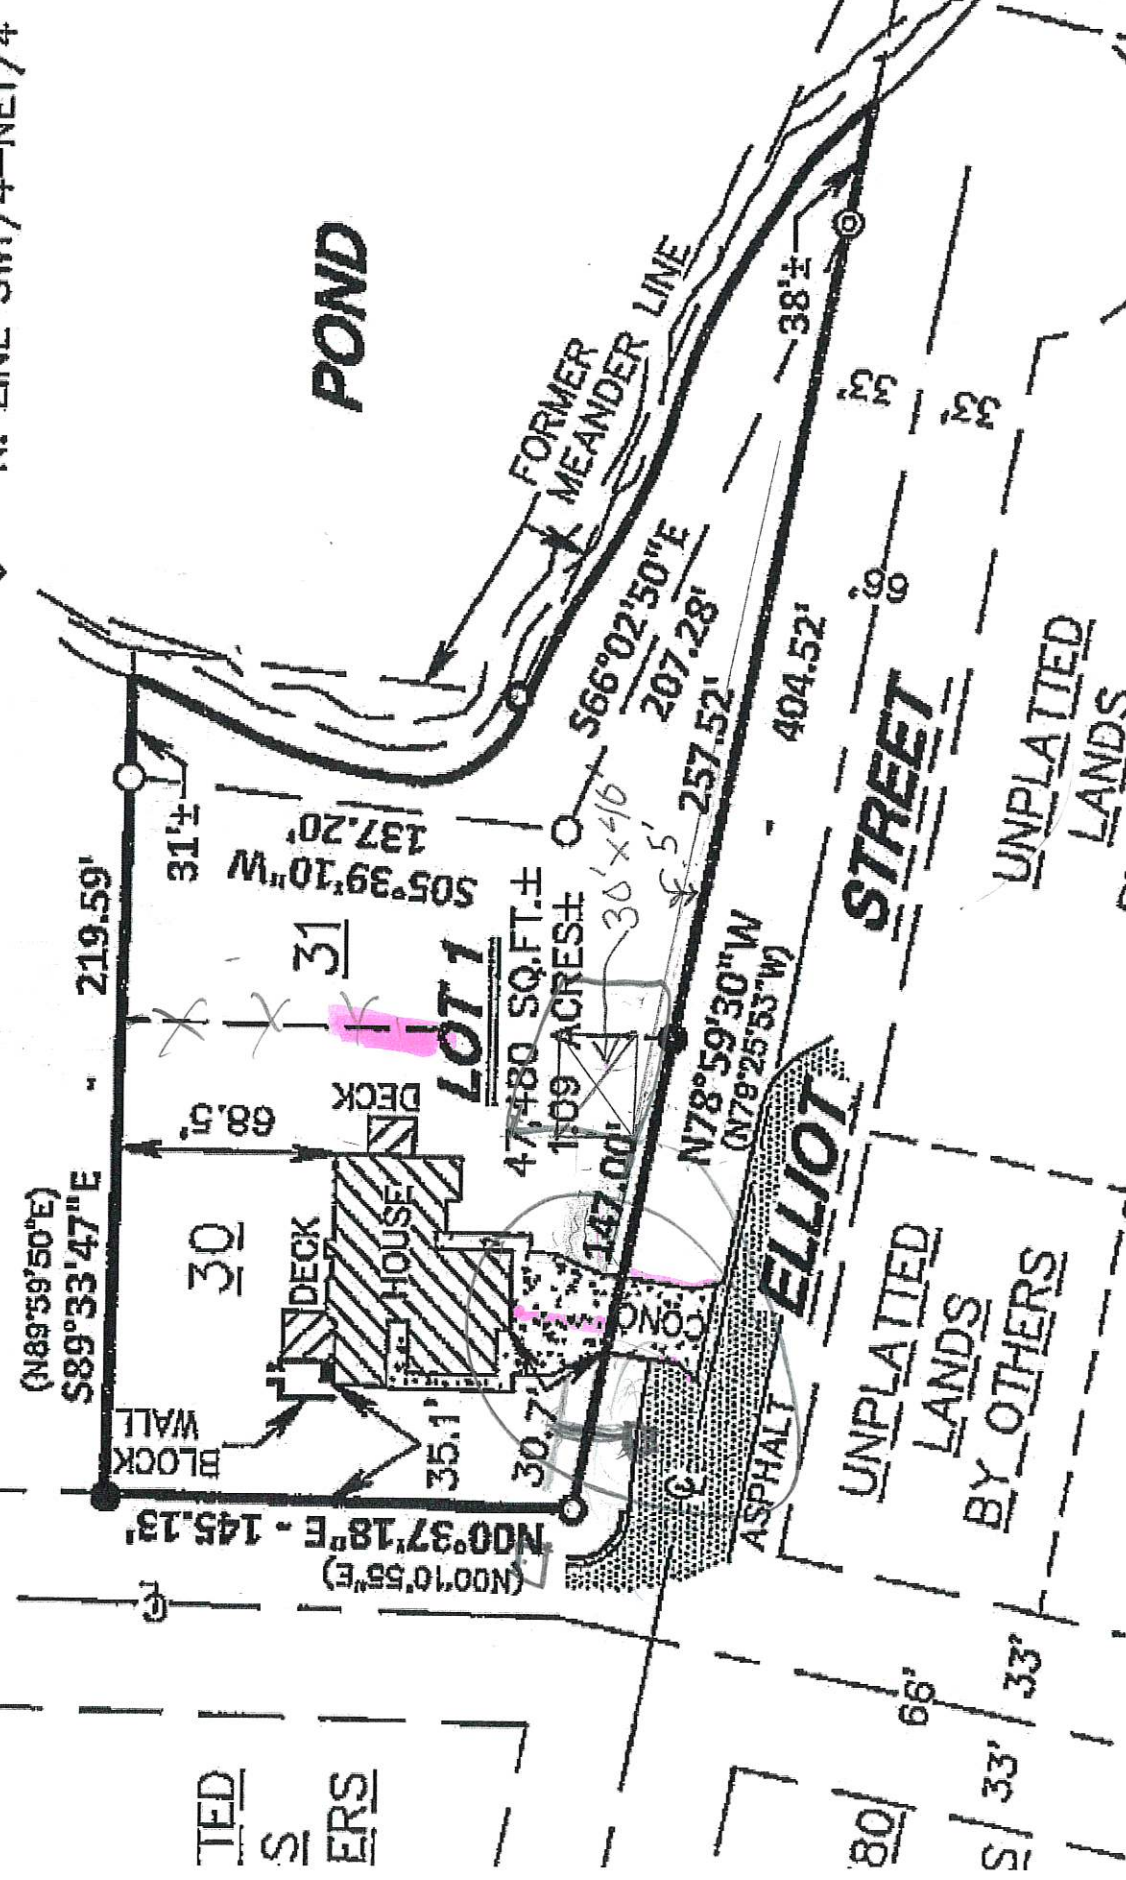 POND
FORMER
MEANDER LINE
(N89°59'50"E)
S89°33'47"E - 219.59'
31'±
S05°39'10"W
137.20'
S66°02'50"E
207.28'
38'±
30
31
68.5'
DECK
DECK
HOUSE
BLOCK
WALL
35.1'
30.7'
LOT 1
47,480 SQ.FT.±
1.09 ACRES±
30' x 46'
5'
N00°37'18"E - 145.13'
(N00°10'55"E)
147.00'
257.52'
N78°59'30"W - 404.52'
(N79°25'53"W)
CONC
ASPHALT
ELLIOT STREET
33'
33'
66'
UNPLATTED
LANDS
UNPLATTED
LANDS
BY OTHERS
TED
S
ERS
66'
33'
33'
80
S